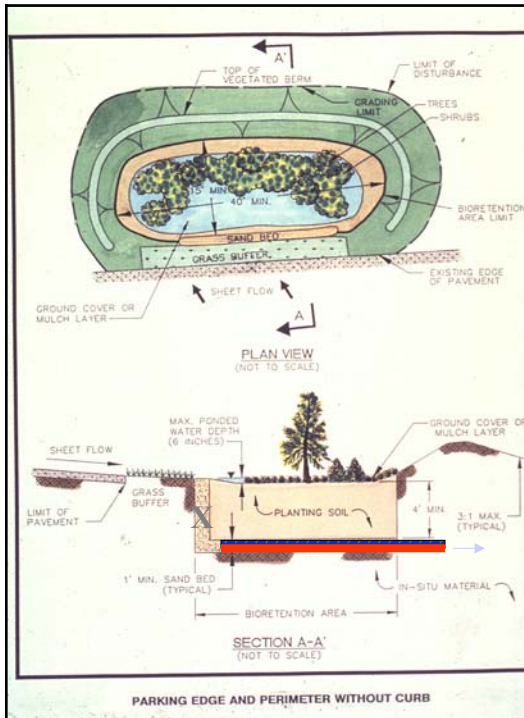 A'
TOP OF
VEGETATED BERM
LIMIT OF
DISTURBANCE
GRADING
LIMIT
TREES
SHRUBS
15' MIN.
40' MIN.
BIORETENTION
AREA LIMIT
SAND BED
GRASS BUFFER
EXISTING EDGE
OF PAVEMENT
GROUND COVER OR
MULCH LAYER
SHEET FLOW
A
PLAN VIEW
(NOT TO SCALE)
MAX. PONDED
WATER DEPTH
(6 INCHES)
GROUND COVER OR
MULCH LAYER
SHEET FLOW
GRASS
BUFFER
LIMIT OF
PAVEMENT
X
PLANTING SOIL
4' MIN.
3:1 MAX.
(TYPICAL)
1' MIN. SAND BED
(TYPICAL)
IN-SITU MATERIAL
BIORETENTION AREA
SECTION A-A'
(NOT TO SCALE)
PARKING EDGE AND PERIMETER WITHOUT CURB